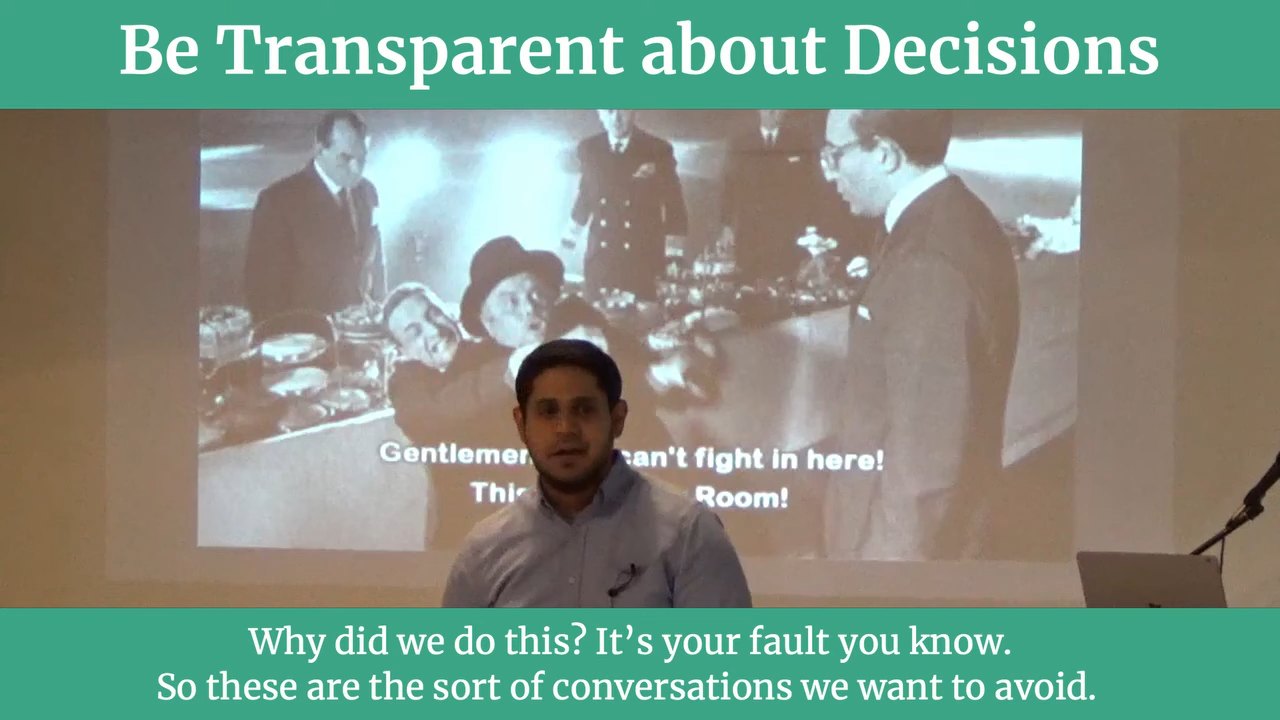 Be Transparent about Decisions
Gentlemen can't fight in here!
This Room!
Why did we do this? It's your fault you know.
So these are the sort of conversations we want to avoid.